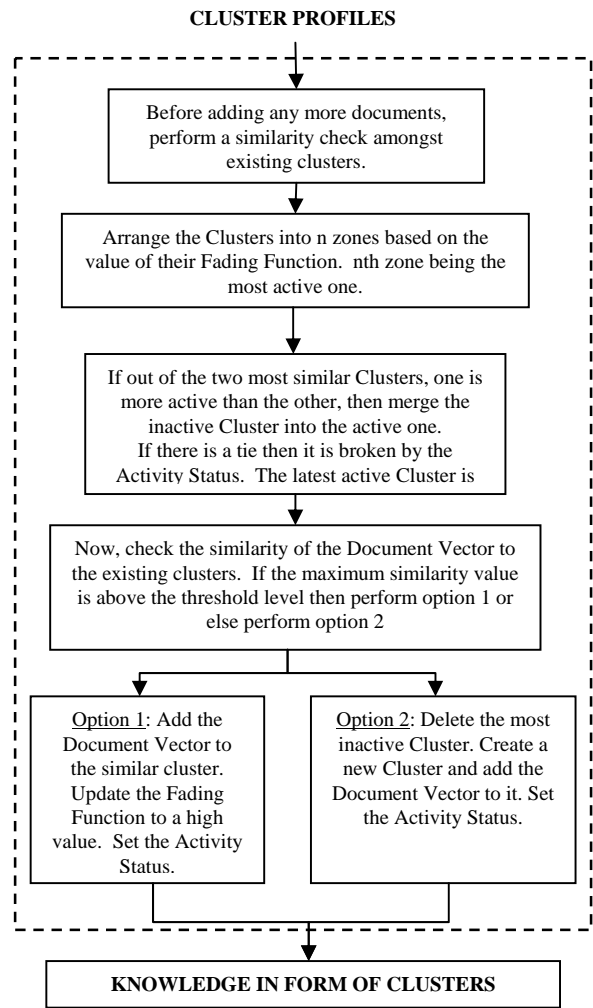 CLUSTER PROFILES
Before adding any more documents,
perform a similarity check amongst
existing clusters.
Arrange the Clusters into n zones based on the
value of their Fading Function. nth zone being the
most active one.
If out of the two most similar Clusters, one is
more active than the other, then merge the
inactive Cluster into the active one.
If there is a tie then it is broken by the
Activity Status. The latest active Cluster is
Now, check the similarity of the Document Vector to
the existing clusters. If the maximum similarity value
is above the threshold level then perform option 1 or
else perform option 2
Option 1: Add the
Document Vector to
the similar cluster.
Update the Fading
Function to a high
value. Set the Activity
Status.
Option 2: Delete the most
inactive Cluster. Create a
new Cluster and add the
Document Vector to it. Set
the Activity Status.
KNOWLEDGE IN FORM OF CLUSTERS